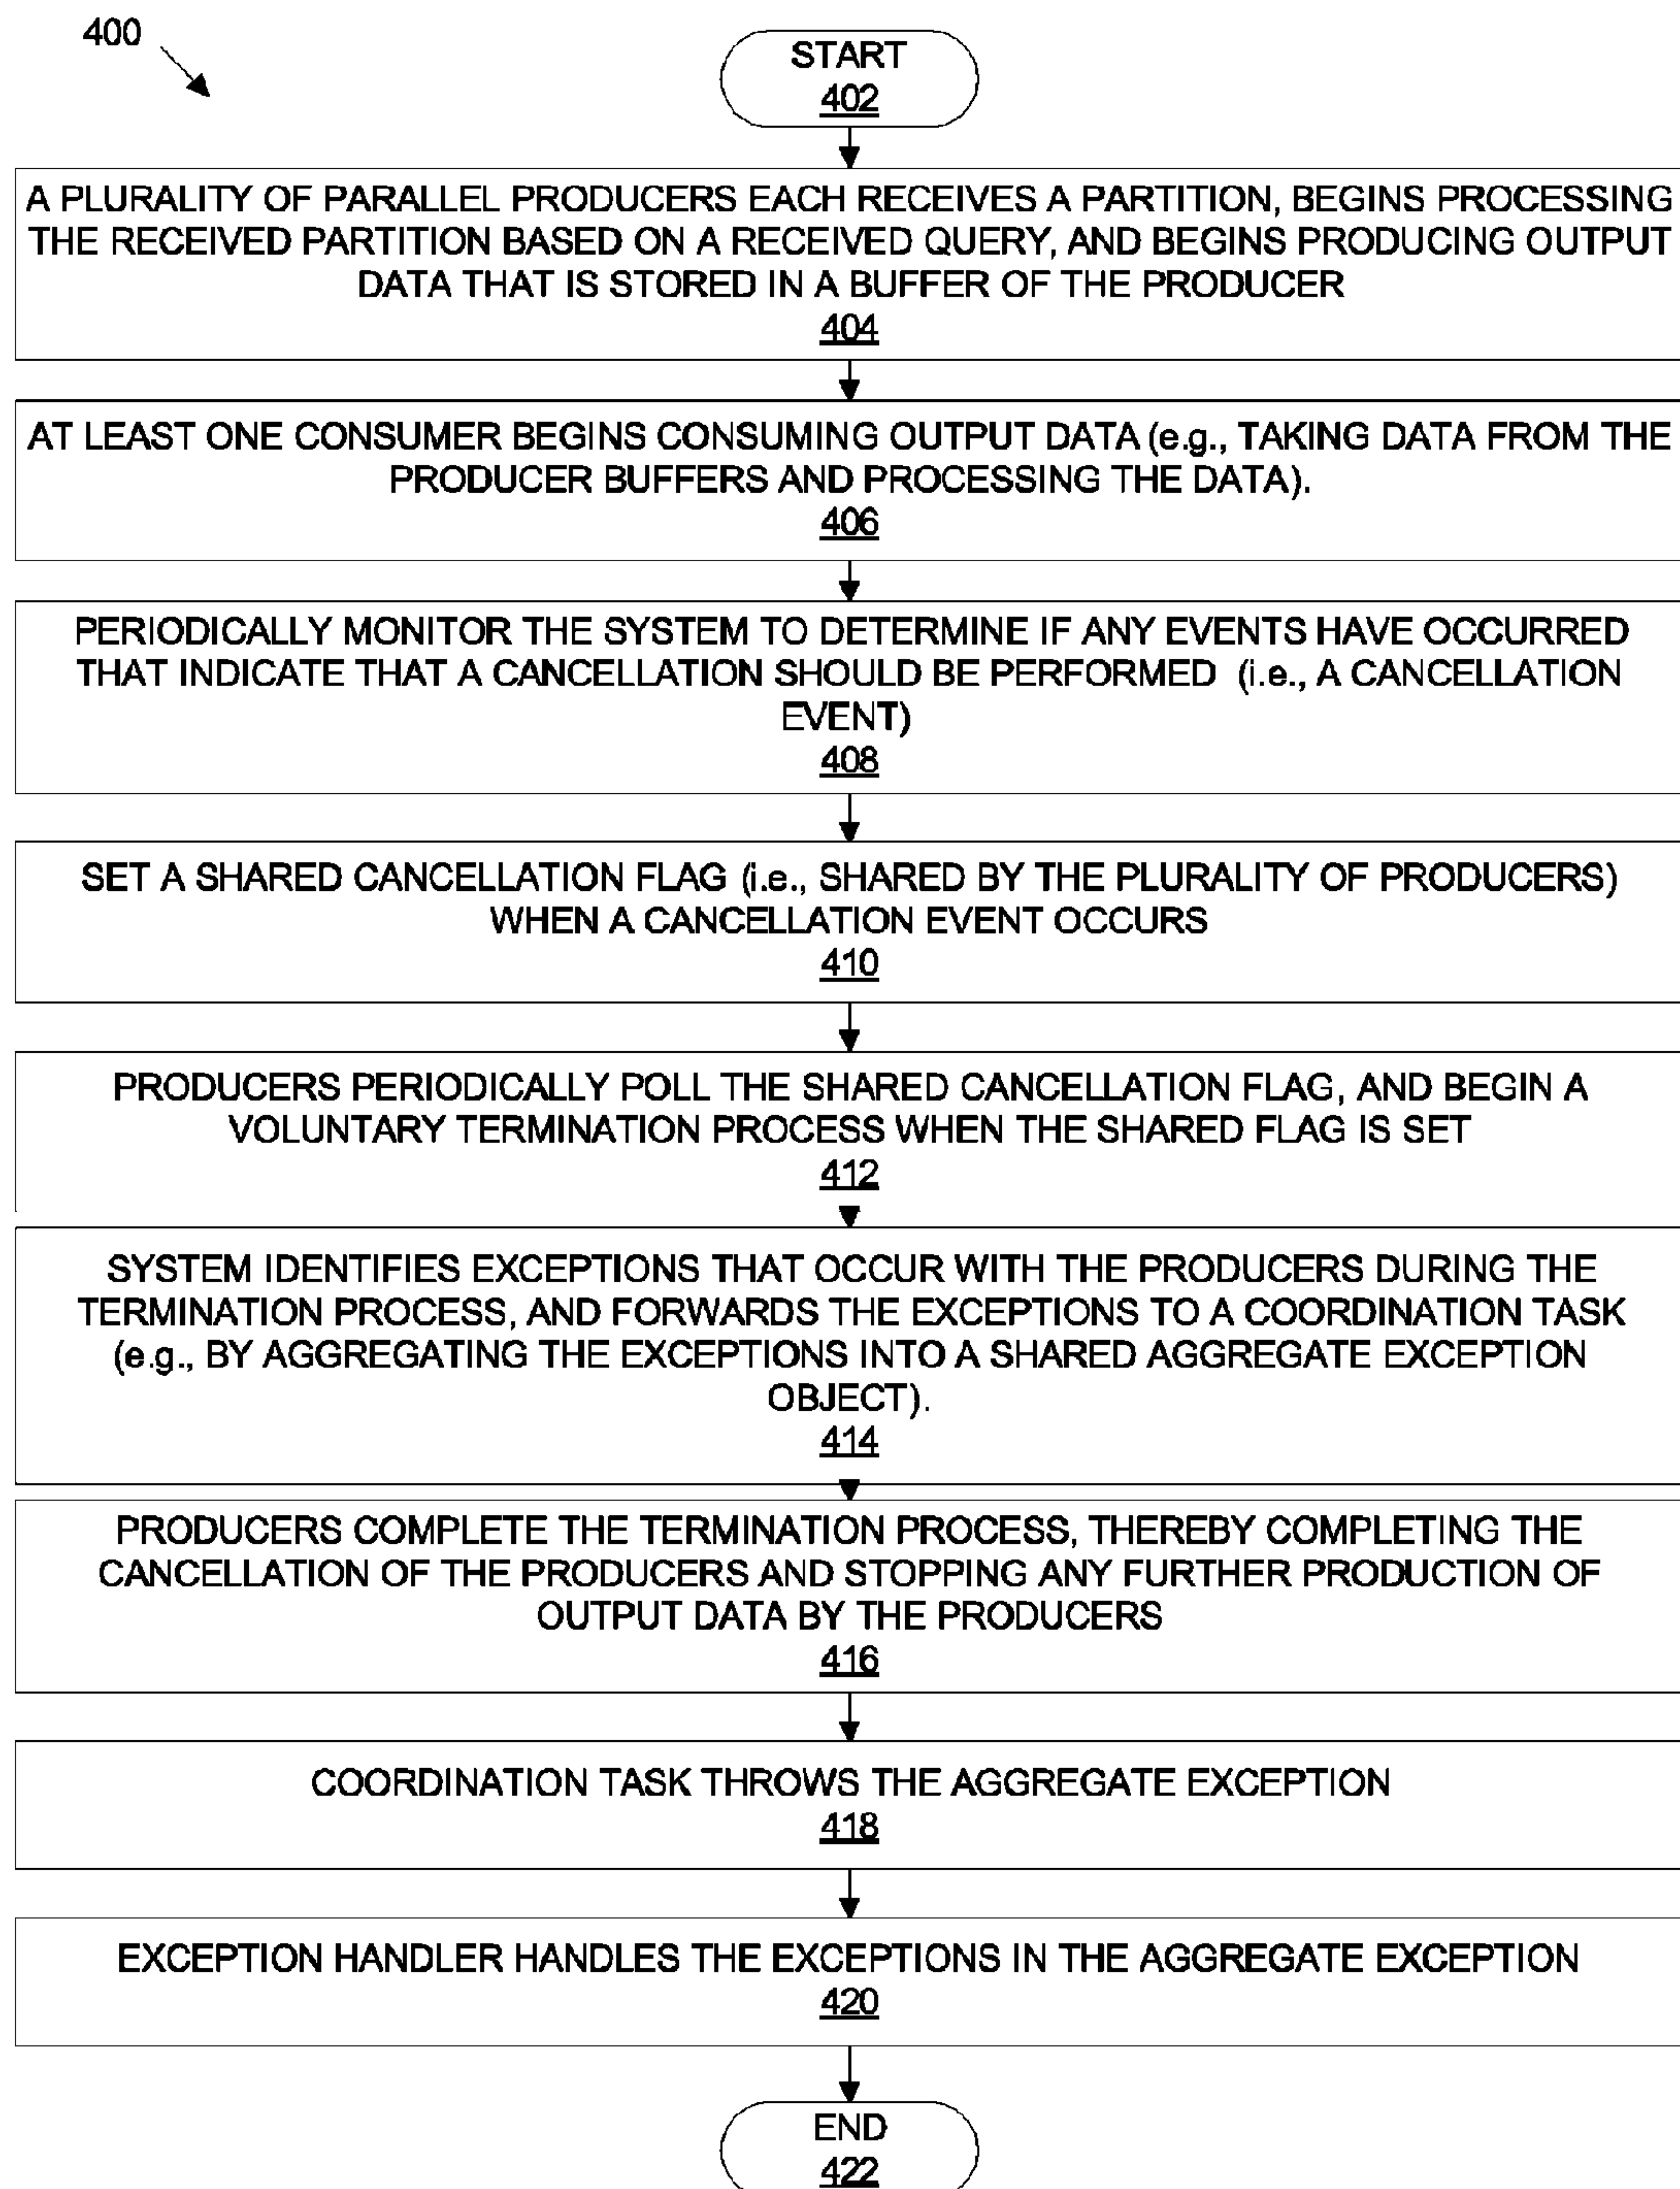 400
START
402
A PLURALITY OF PARALLEL PRODUCERS EACH RECEIVES A PARTITION, BEGINS PROCESSING
THE RECEIVED PARTITION BASED ON A RECEIVED QUERY, AND BEGINS PRODUCING OUTPUT
DATA THAT IS STORED IN A BUFFER OF THE PRODUCER
404
AT LEAST ONE CONSUMER BEGINS CONSUMING OUTPUT DATA (e.g., TAKING DATA FROM THE
PRODUCER BUFFERS AND PROCESSING THE DATA).
406
PERIODICALLY MONITOR THE SYSTEM TO DETERMINE IF ANY EVENTS HAVE OCCURRED
THAT INDICATE THAT A CANCELLATION SHOULD BE PERFORMED (i.e., A CANCELLATION
EVENT)
408
SET A SHARED CANCELLATION FLAG (i.e., SHARED BY THE PLURALITY OF PRODUCERS)
WHEN A CANCELLATION EVENT OCCURS
410
PRODUCERS PERIODICALLY POLL THE SHARED CANCELLATION FLAG, AND BEGIN A
VOLUNTARY TERMINATION PROCESS WHEN THE SHARED FLAG IS SET
412
SYSTEM IDENTIFIES EXCEPTIONS THAT OCCUR WITH THE PRODUCERS DURING THE
TERMINATION PROCESS, AND FORWARDS THE EXCEPTIONS TO A COORDINATION TASK
(e.g., BY AGGREGATING THE EXCEPTIONS INTO A SHARED AGGREGATE EXCEPTION
OBJECT).
414
PRODUCERS COMPLETE THE TERMINATION PROCESS, THEREBY COMPLETING THE
CANCELLATION OF THE PRODUCERS AND STOPPING ANY FURTHER PRODUCTION OF
OUTPUT DATA BY THE PRODUCERS
416
COORDINATION TASK THROWS THE AGGREGATE EXCEPTION
418
EXCEPTION HANDLER HANDLES THE EXCEPTIONS IN THE AGGREGATE EXCEPTION
420
END
422